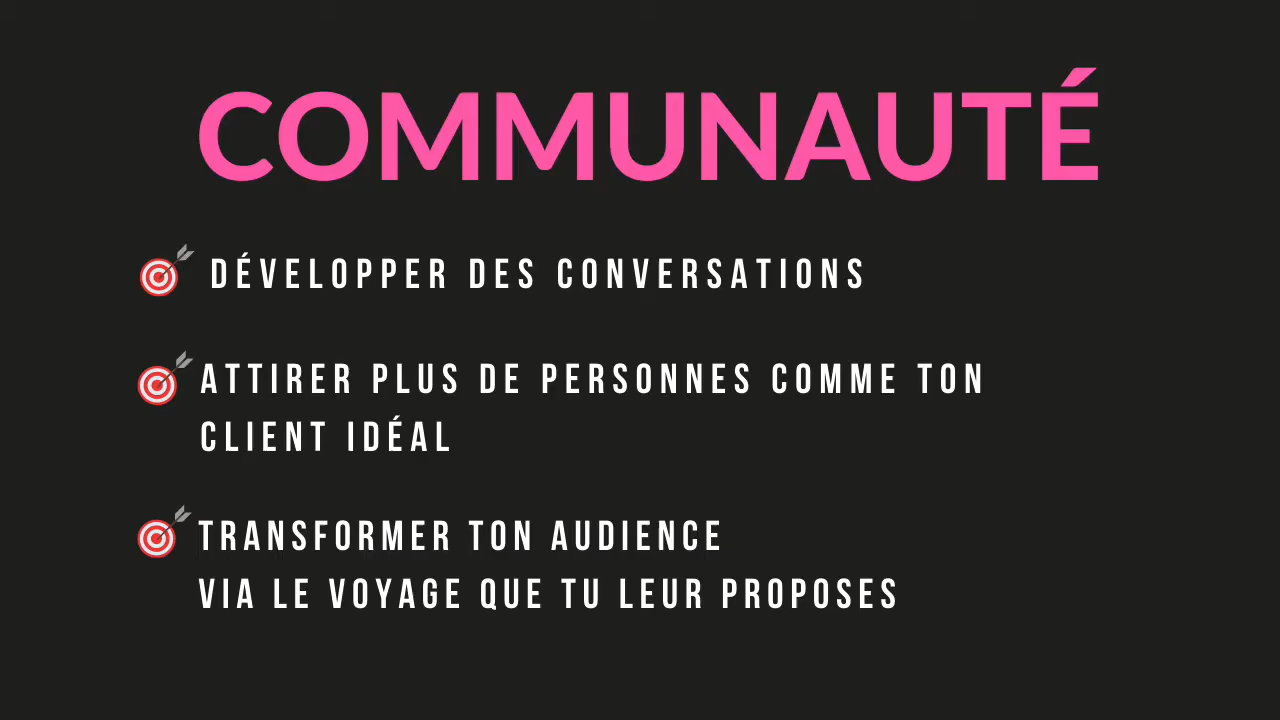 COMMUNAUTÉ
DÉVELOPPER DES CONVERSATIONS
ATTIRER PLUS DE PERSONNES COMME TON
CLIENT IDÉAL
TRANSFORMER TON AUDIENCE
VIA LE VOYAGE QUE TU LEUR PROPOSES